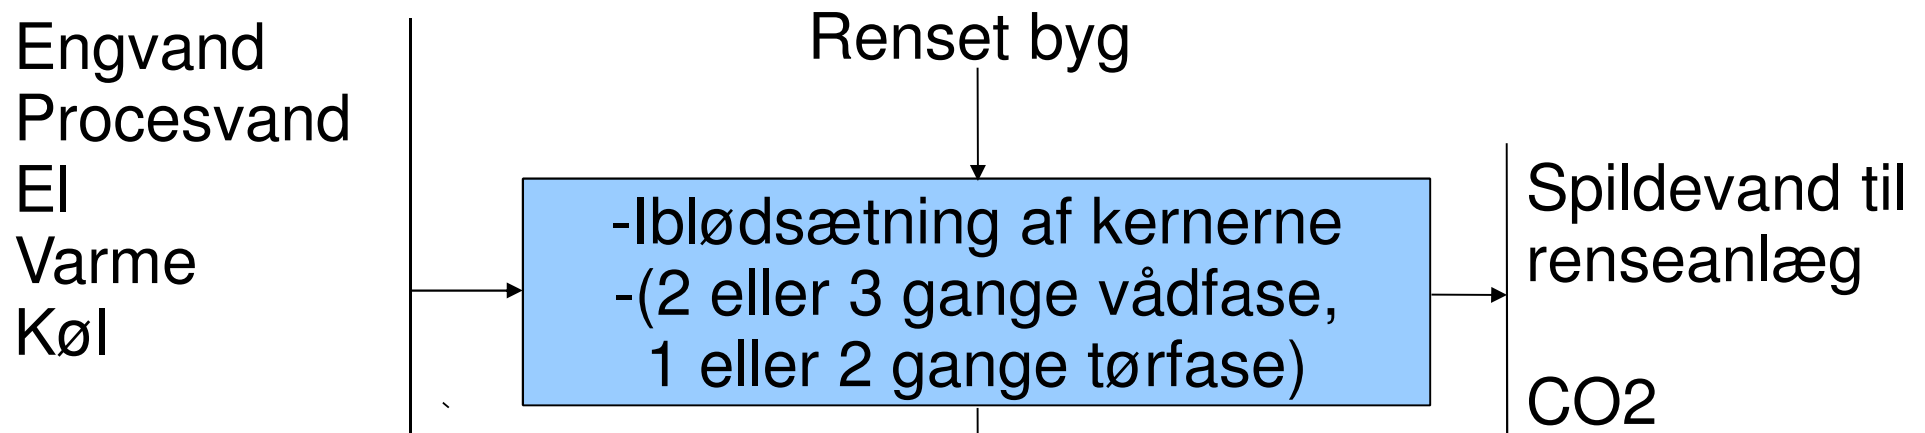 Engvand
Procesvand
El
Varme
Køl
Renset byg
-Iblødsætning af kernerne
-(2 eller 3 gange vådfase,
1 eller 2 gange tørfase)
Spildevand til
renseanlæg
CO2